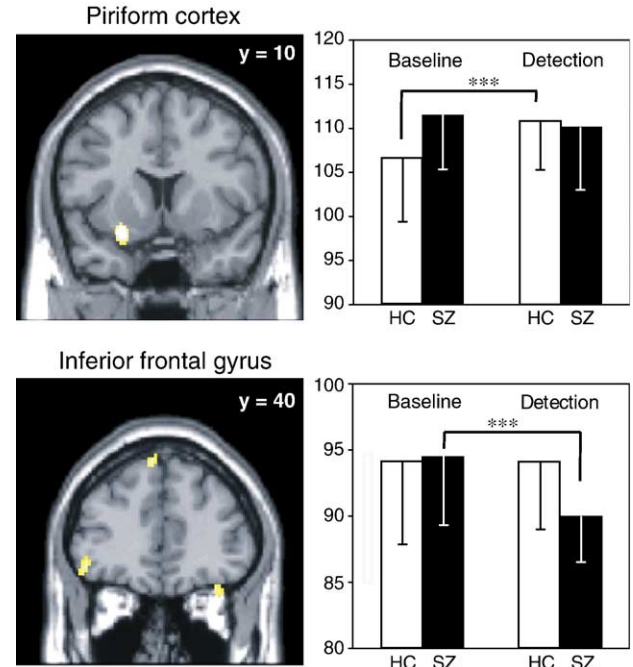 Piriform cortex
y = 10
120
115
110
105
100
95
90
Baseline Detection
***
HC SZ HC SZ
Inferior frontal gyrus
y = 40
100
95
90
85
80
Baseline Detection
***
HC SZ HC SZ